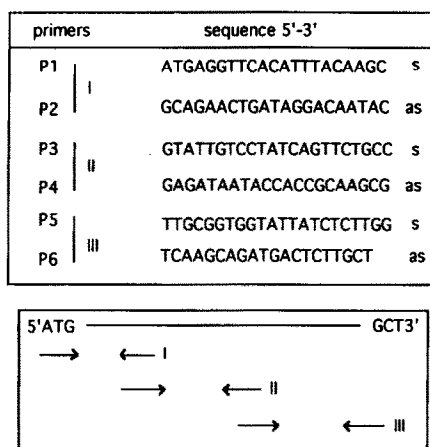 primers sequence 5'-3'
P1 ATGAGGTTCACATTTACAAGC s
I
P2 GCAGAACTGATAGGACAATAC as
P3 GTATTGTCCTATCAGTTCTGCC s
II
P4 GAGATAATACCACCGCAAGCG as
P5 TTGCGGTGGTATTATCTCTTGG s
III
P6 TCAAGCAGATGACTCTTGCT as
5'ATG GCT3'
I
II
III